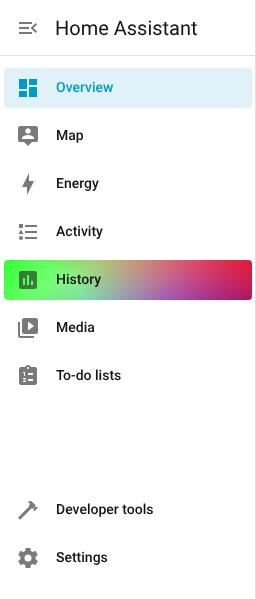 Home Assistant
Overview
Map
Energy
Activity
History
Media
To-do lists
Developer tools
Settings